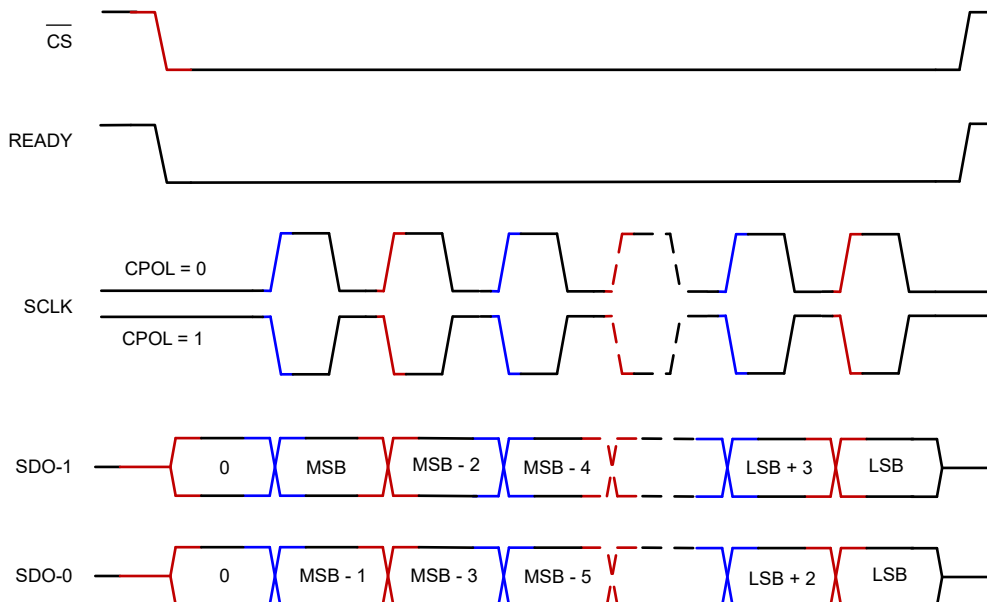 CS
READY
CPOL = 0
SCLK
CPOL = 1
SDO-1 0 MSB MSB - 2 MSB - 4 LSB + 3 LSB
SDO-0 0 MSB - 1 MSB - 3 MSB - 5 LSB + 2 LSB